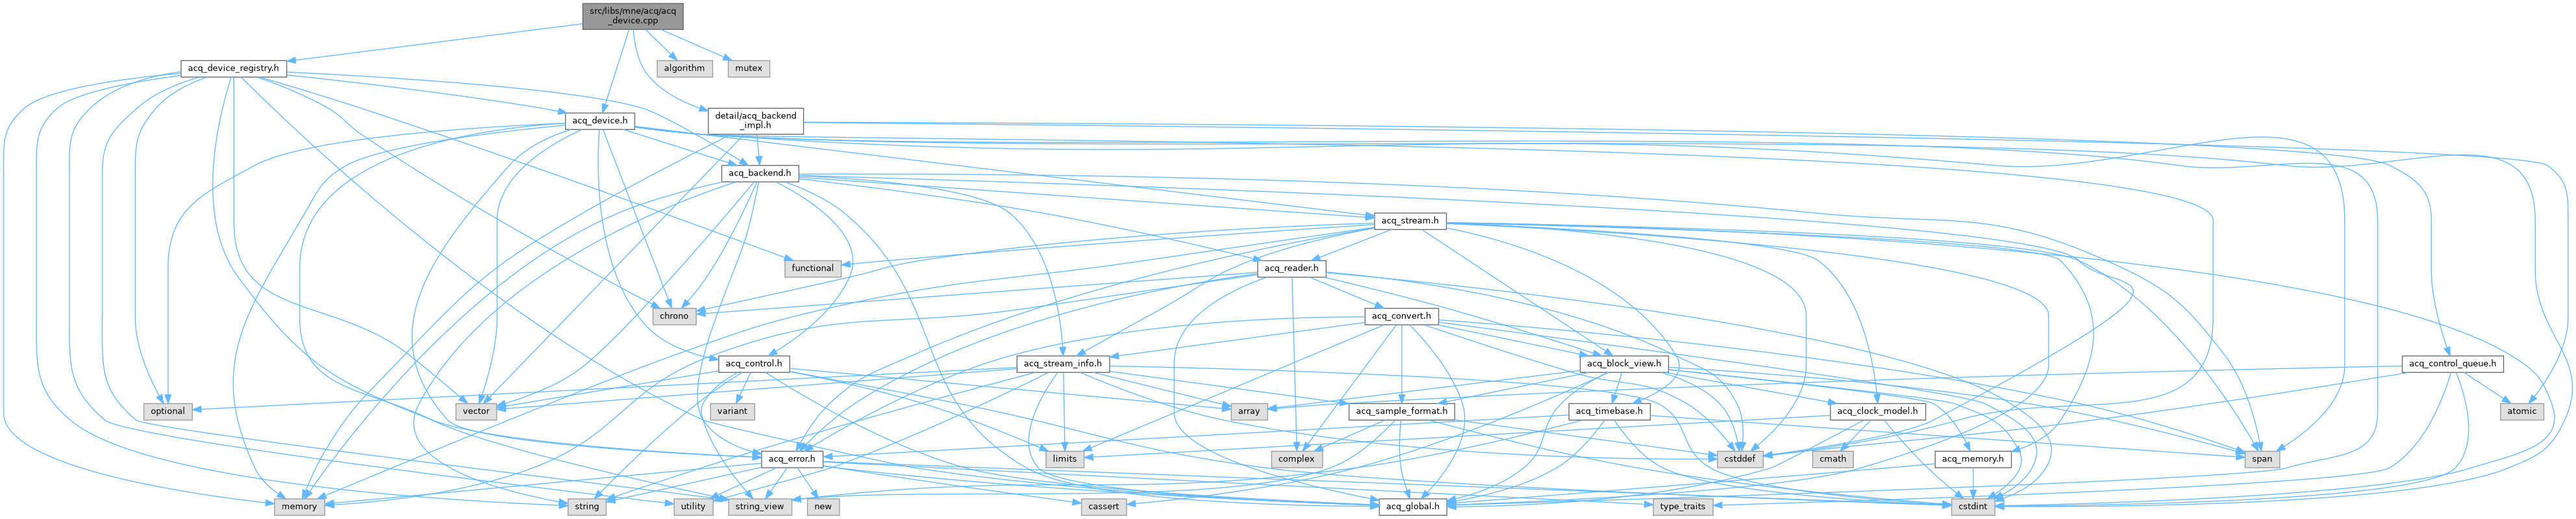 src/libs/mne/acq/acq
_device.cpp
acq_device_registry.h
algorithm
mutex
acq_device.h
detail/acq_backend
_impl.h
acq_backend.h
acq_stream.h
functional
acq_reader.h
chrono
acq_convert.h
acq_control.h
acq_stream_info.h
acq_block_view.h
acq_control_queue.h
optional
vector
variant
array
acq_sample_format.h
acq_timebase.h
acq_clock_model.h
atomic
acq_error.h
limits
complex
cstddef
cmath
acq_memory.h
span
memory
string
utility
string_view
new
cassert
acq_global.h
type_traits
cstdint